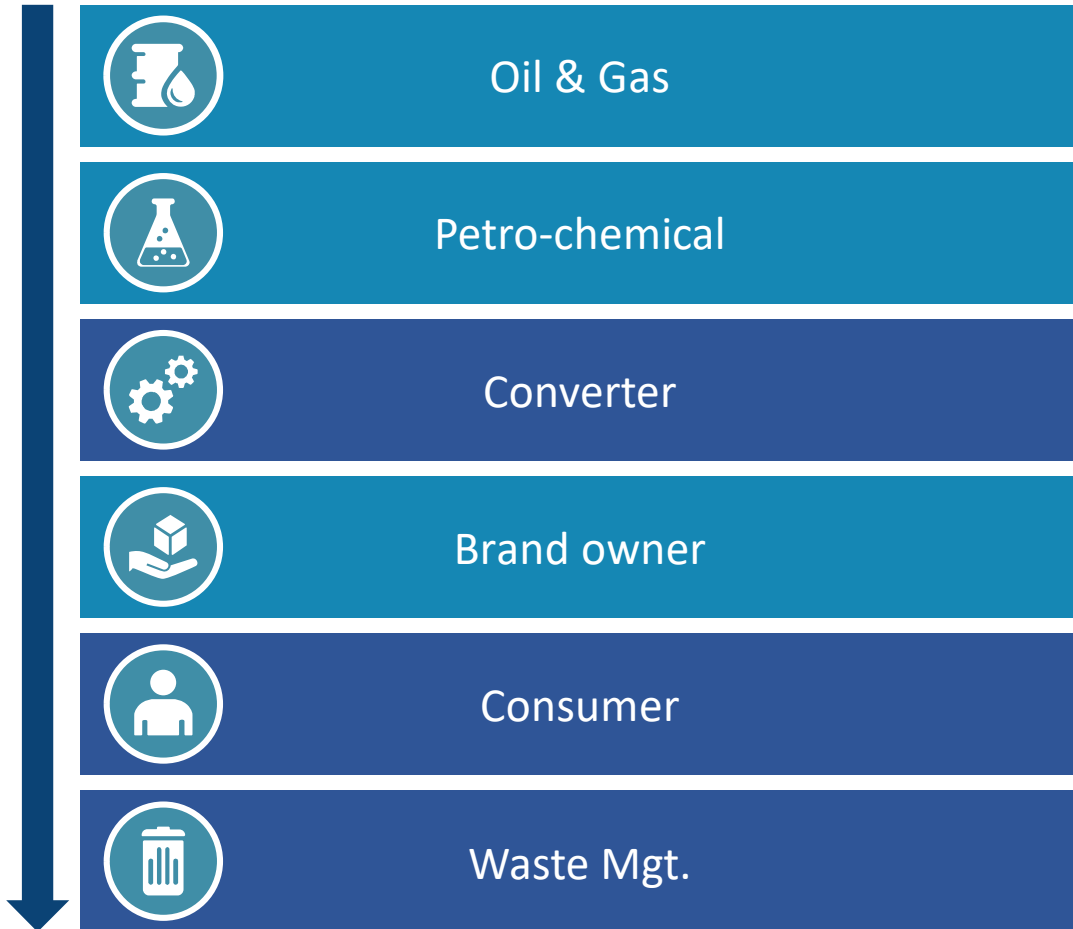 Oil & Gas
Petro-chemical
Converter
Brand owner
Consumer
Waste Mgt.